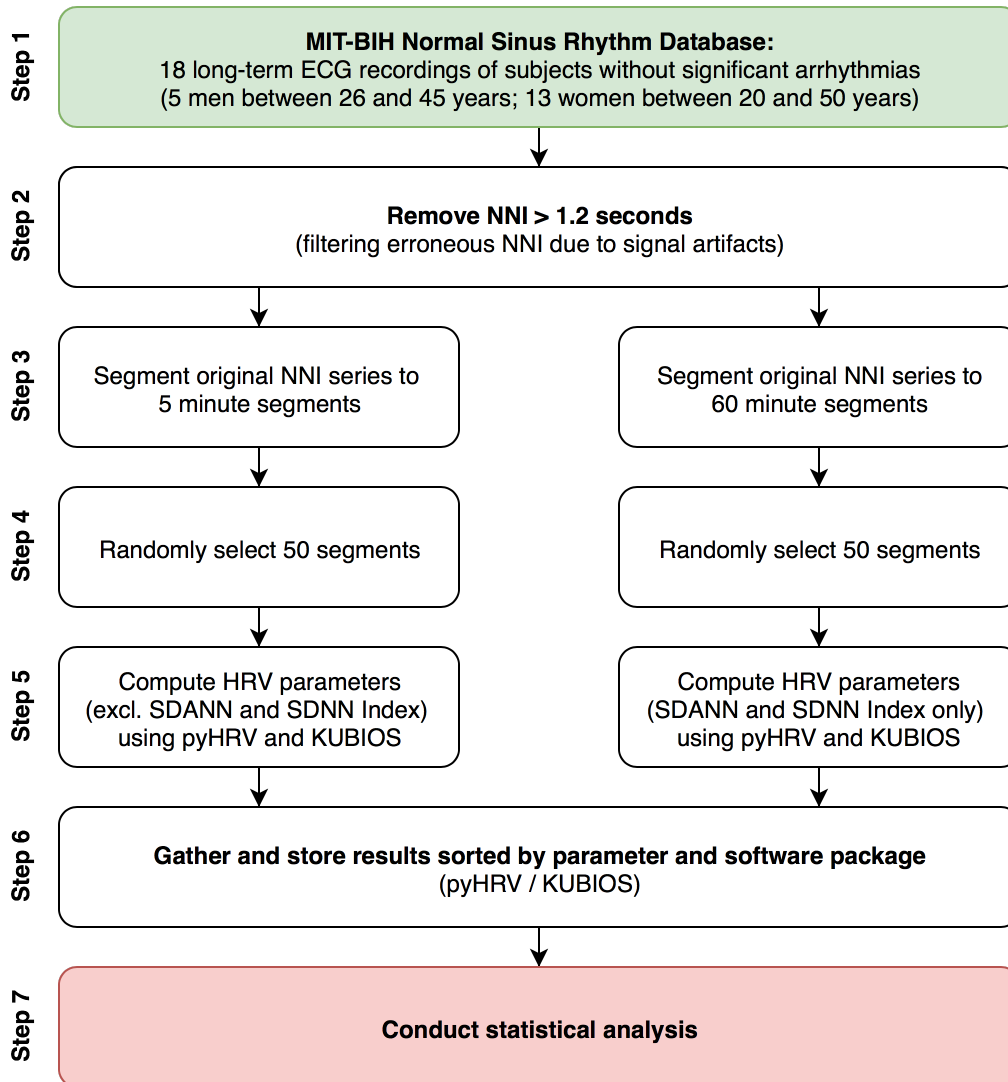 Step 1
MIT-BIH Normal Sinus Rhythm Database:
18 long-term ECG recordings of subjects without significant arrhythmias
(5 men between 26 and 45 years; 13 women between 20 and 50 years)
Step 2
Remove NNI > 1.2 seconds
(filtering erroneous NNI due to signal artifacts)
Step 3
Segment original NNI series to
5 minute segments
Segment original NNI series to
60 minute segments
Step 4
Randomly select 50 segments
Randomly select 50 segments
Step 5
Compute HRV parameters
(excl. SDANN and SDNN Index)
using pyHRV and KUBIOS
Compute HRV parameters
(SDANN and SDNN Index only)
using pyHRV and KUBIOS
Step 6
Gather and store results sorted by parameter and software package
(pyHRV / KUBIOS)
Step 7
Conduct statistical analysis